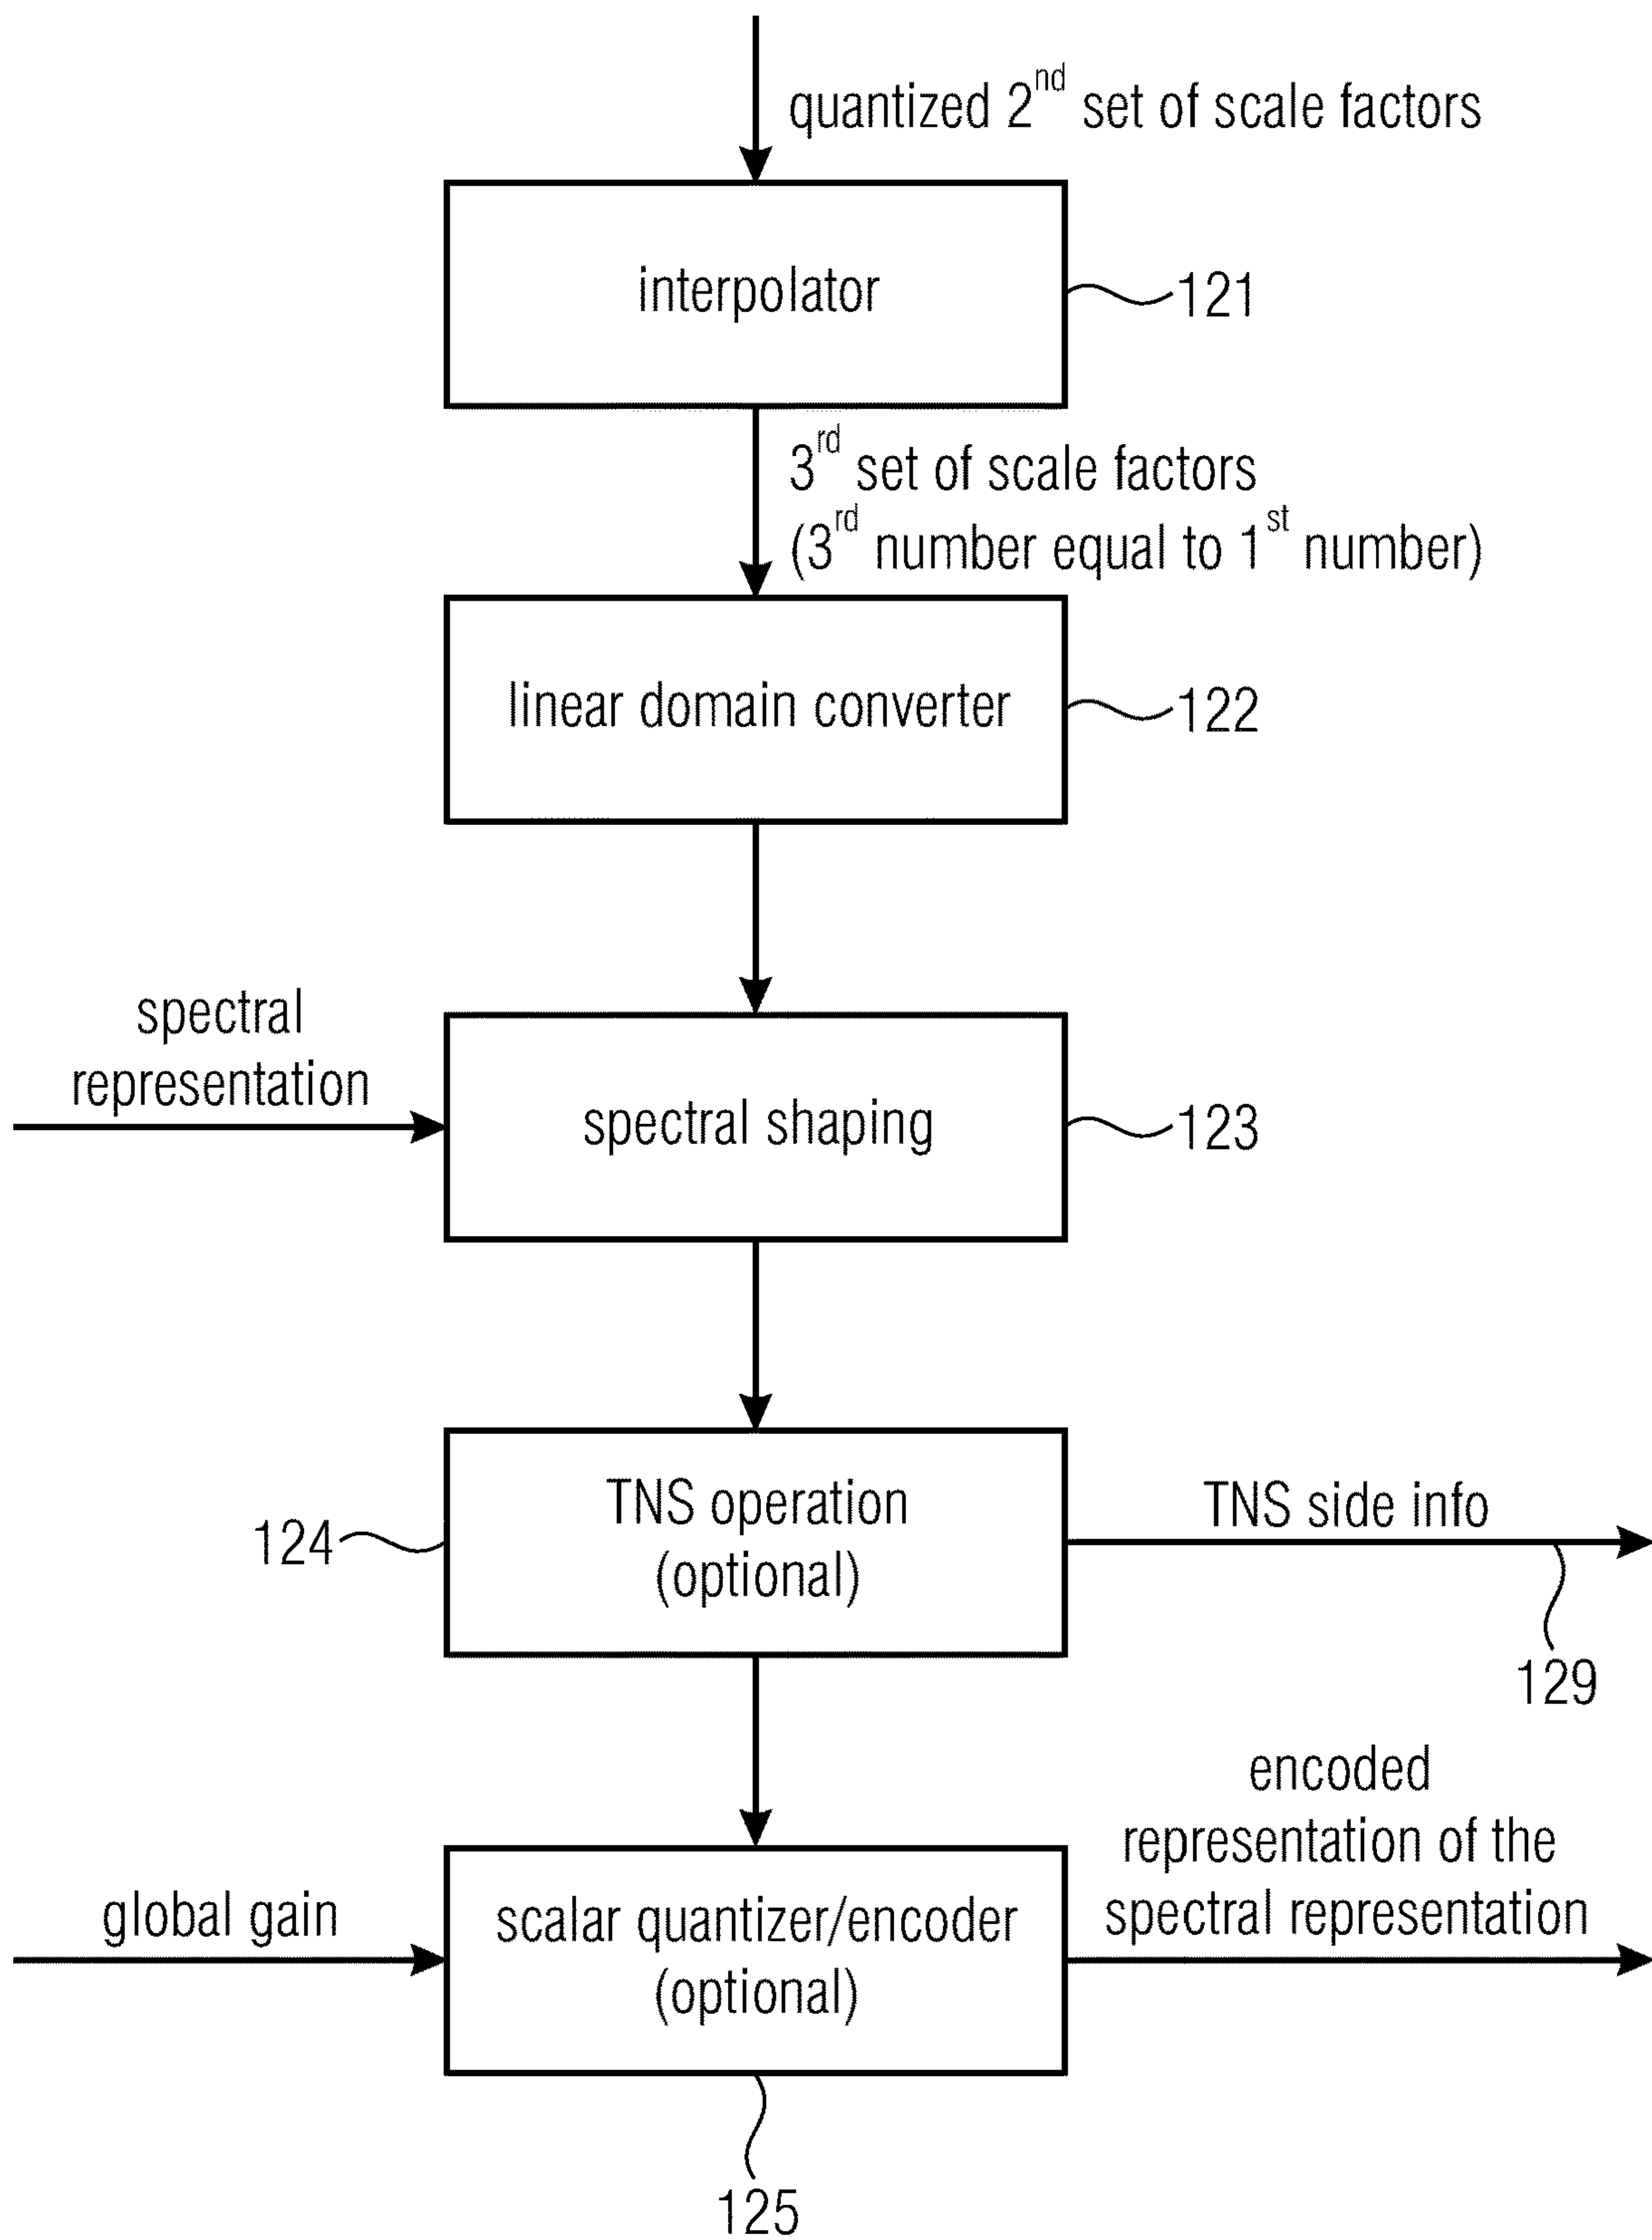 quantized 2nd set of scale factors
interpolator
121
3rd set of scale factors
(3rd number equal to 1st number)
linear domain converter
122
spectral
representation
spectral shaping
123
TNS operation
(optional)
124
TNS side info
129
encoded
representation of the
spectral representation
global gain
scalar quantizer/encoder
(optional)
125